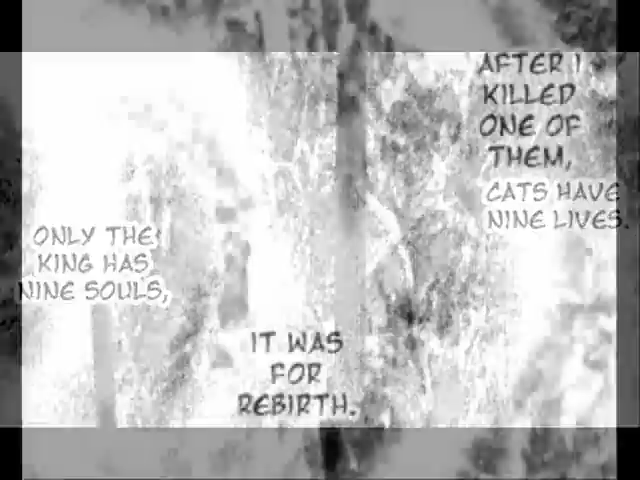 AFTER I
KILLED
ONE OF
THEM,
CATS HAVE
NINE LIVES.
ONLY THE
KING HAS
NINE SOULS,
IT WAS
FOR
REBIRTH.